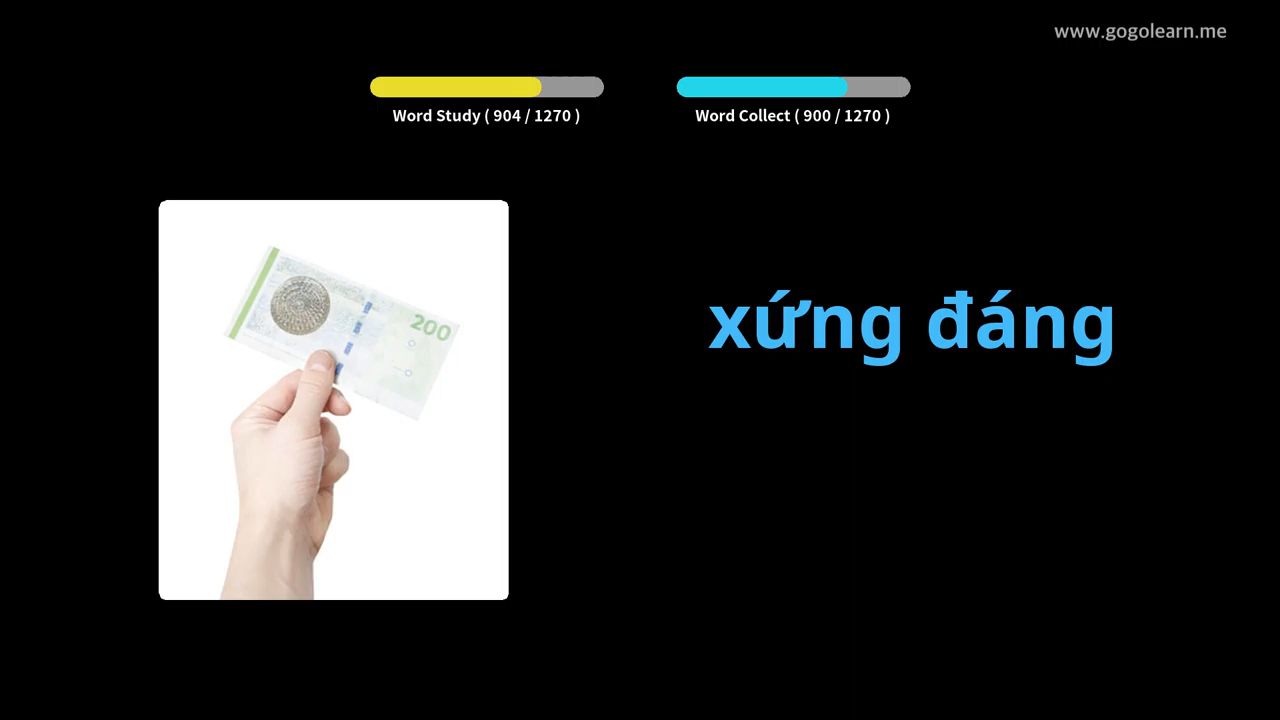 www.gogolearn.me
Word Study ( 904 / 1270 )
Word Collect ( 900 / 1270 )
200
xứng đáng